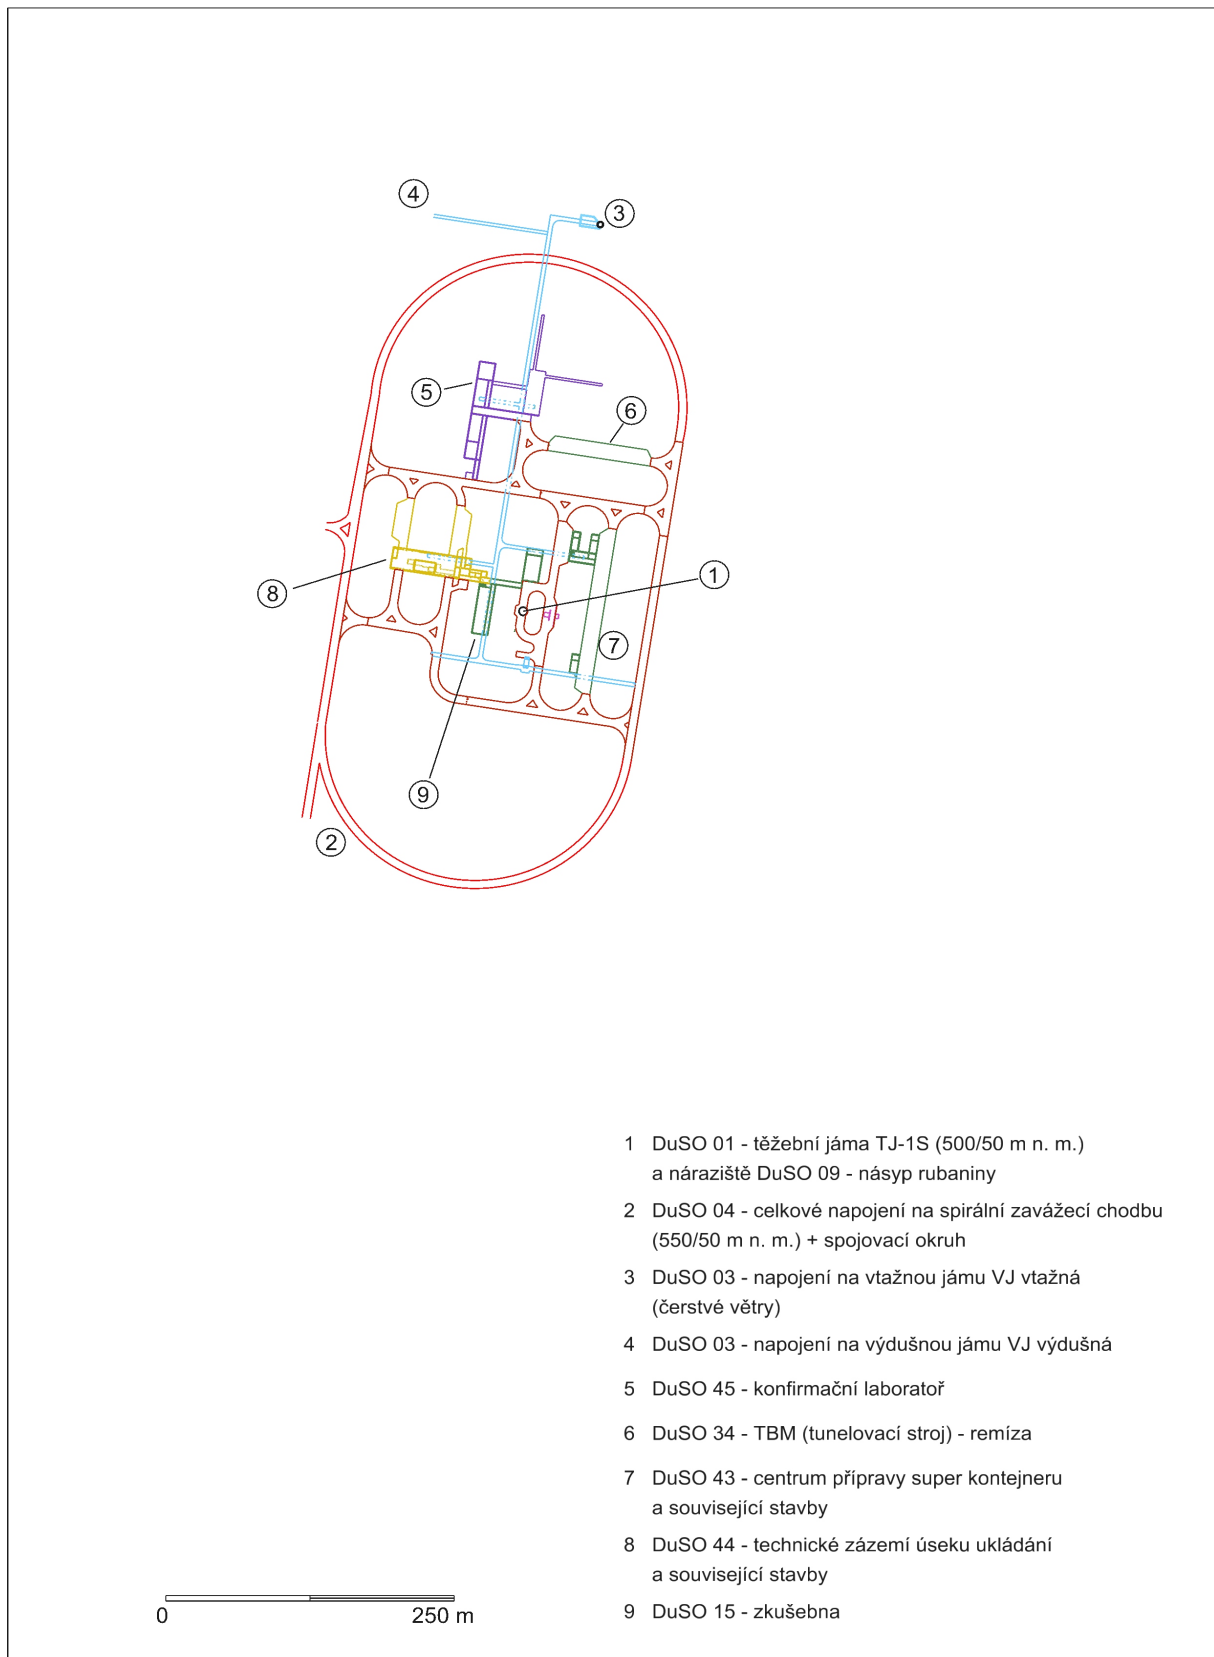 4
3
5
6
1
8
7
9
2
1 DuSO 01 - těžební jáma TJ-1S (500/50 m n. m.)
a náraziště DuSO 09 - násyp rubaniny
2 DuSO 04 - celkové napojení na spirální zavážecí chodbu
(550/50 m n. m.) + spojovací okruh
3 DuSO 03 - napojení na vtažnou jámu VJ vtažná
(čerstvé větry)
4 DuSO 03 - napojení na výdušnou jámu VJ výdušná
5 DuSO 45 - konfirmační laboratoř
6 DuSO 34 - TBM (tunelovací stroj) - remíza
7 DuSO 43 - centrum přípravy super kontejneru
a související stavby
8 DuSO 44 - technické zázemí úseku ukládání
a související stavby
9 DuSO 15 - zkušebna
0 250 m